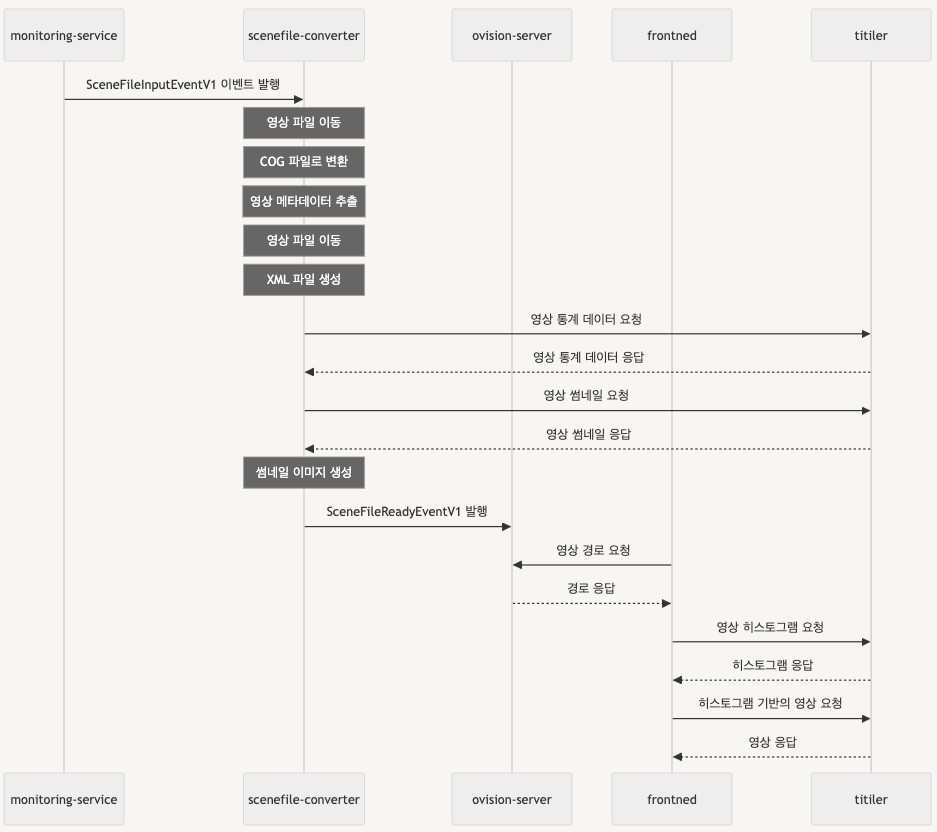 monitoring-service
scenefile-converter
ovision-server
frontned
titiler
SceneFileInputEventV1 이벤트 발행
영상 파일 이동
COG 파일로 변환
영상 메타데이터 추출
영상 파일 이동
XML 파일 생성
영상 통계 데이터 요청
영상 통계 데이터 응답
영상 썸네일 요청
영상 썸네일 응답
썸네일 이미지 생성
SceneFileReadyEventV1 발행
영상 경로 요청
경로 응답
영상 히스토그램 요청
히스토그램 응답
히스토그램 기반의 영상 요청
영상 응답
monitoring-service
scenefile-converter
ovision-server
frontned
titiler